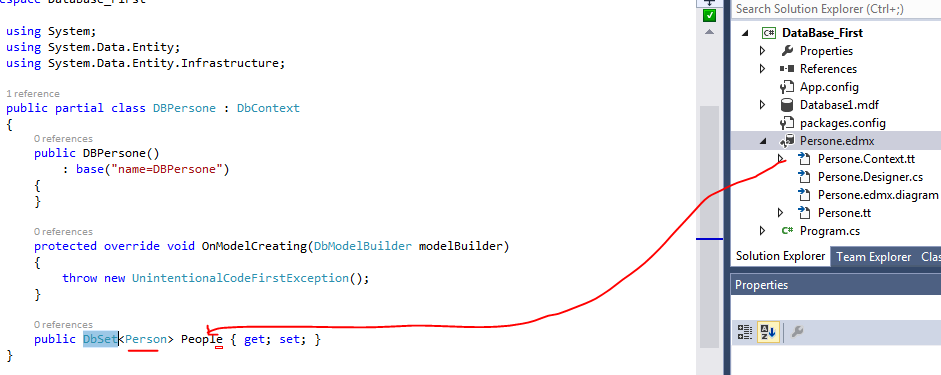 espace DataBase_First
using System;
using System.Data.Entity;
using System.Data.Entity.Infrastructure;
1 reference
public partial class DBPersone : DbContext
{
0 references
public DBPersone()
: base("name=DBPersone")
{
}
0 references
protected override void OnModelCreating(DbModelBuilder modelBuilder)
{
throw new UnintentionalCodeFirstException();
}
0 references
public DbSet<Person> People { get; set; }
}
Search Solution Explorer (Ctrl+;)
C# DataBase_First
Properties
References
App.config
Database1.mdf
packages.config
Persone.edmx
Persone.Context.tt
Persone.Designer.cs
Persone.edmx.diagram
Persone.tt
C# Program.cs
Solution Explorer Team Explorer Clas
Properties